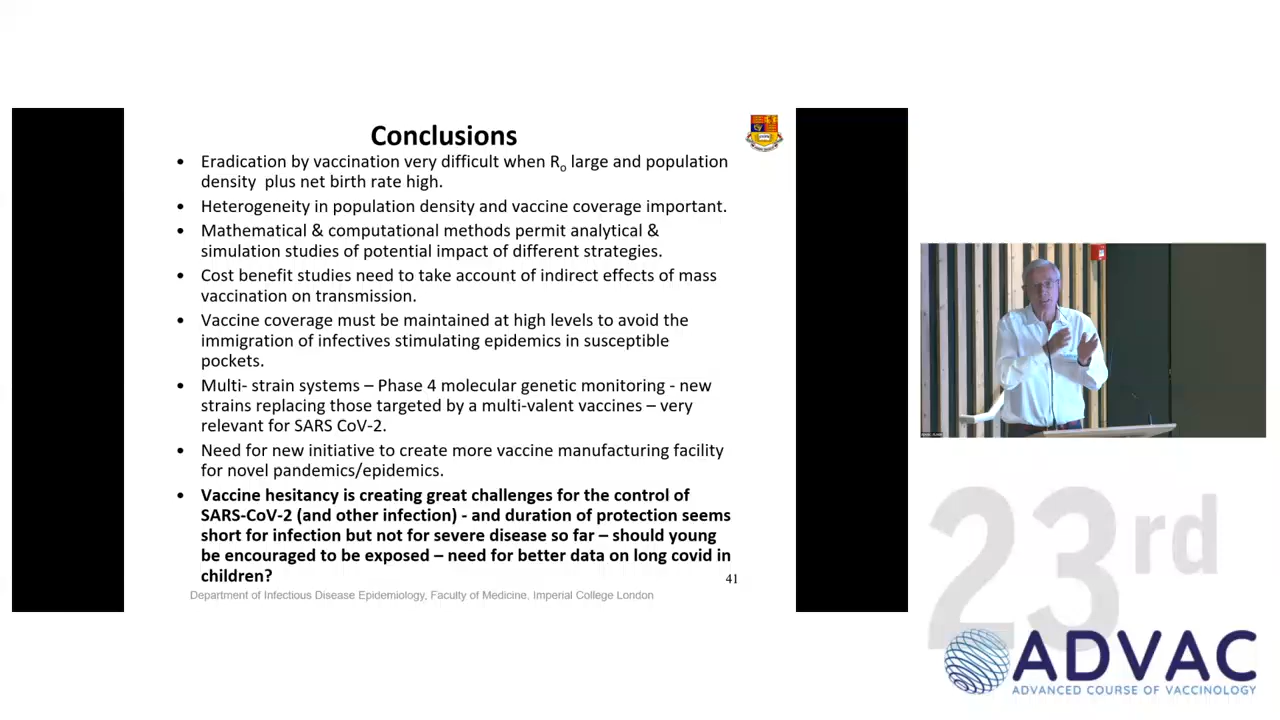 Conclusions
• Eradication by vaccination very difficult when Ro large and population
density plus net birth rate high.
• Heterogeneity in population density and vaccine coverage important.
• Mathematical & computational methods permit analytical &
simulation studies of potential impact of different strategies.
• Cost benefit studies need to take account of indirect effects of mass
vaccination on transmission.
• Vaccine coverage must be maintained at high levels to avoid the
immigration of infectives stimulating epidemics in susceptible
pockets.
• Multi- strain systems – Phase 4 molecular genetic monitoring - new
strains replacing those targeted by a multi-valent vaccines – very
relevant for SARS CoV-2.
• Need for new initiative to create more vaccine manufacturing facility
for novel pandemics/epidemics.
• Vaccine hesitancy is creating great challenges for the control of
SARS-CoV-2 (and other infection) - and duration of protection seems
short for infection but not for severe disease so far – should young
be encouraged to be exposed – need for better data on long covid in
children?
41
Department of Infectious Disease Epidemiology, Faculty of Medicine, Imperial College London
23rd
ADVAC
ADVANCED COURSE OF VACCINOLOGY